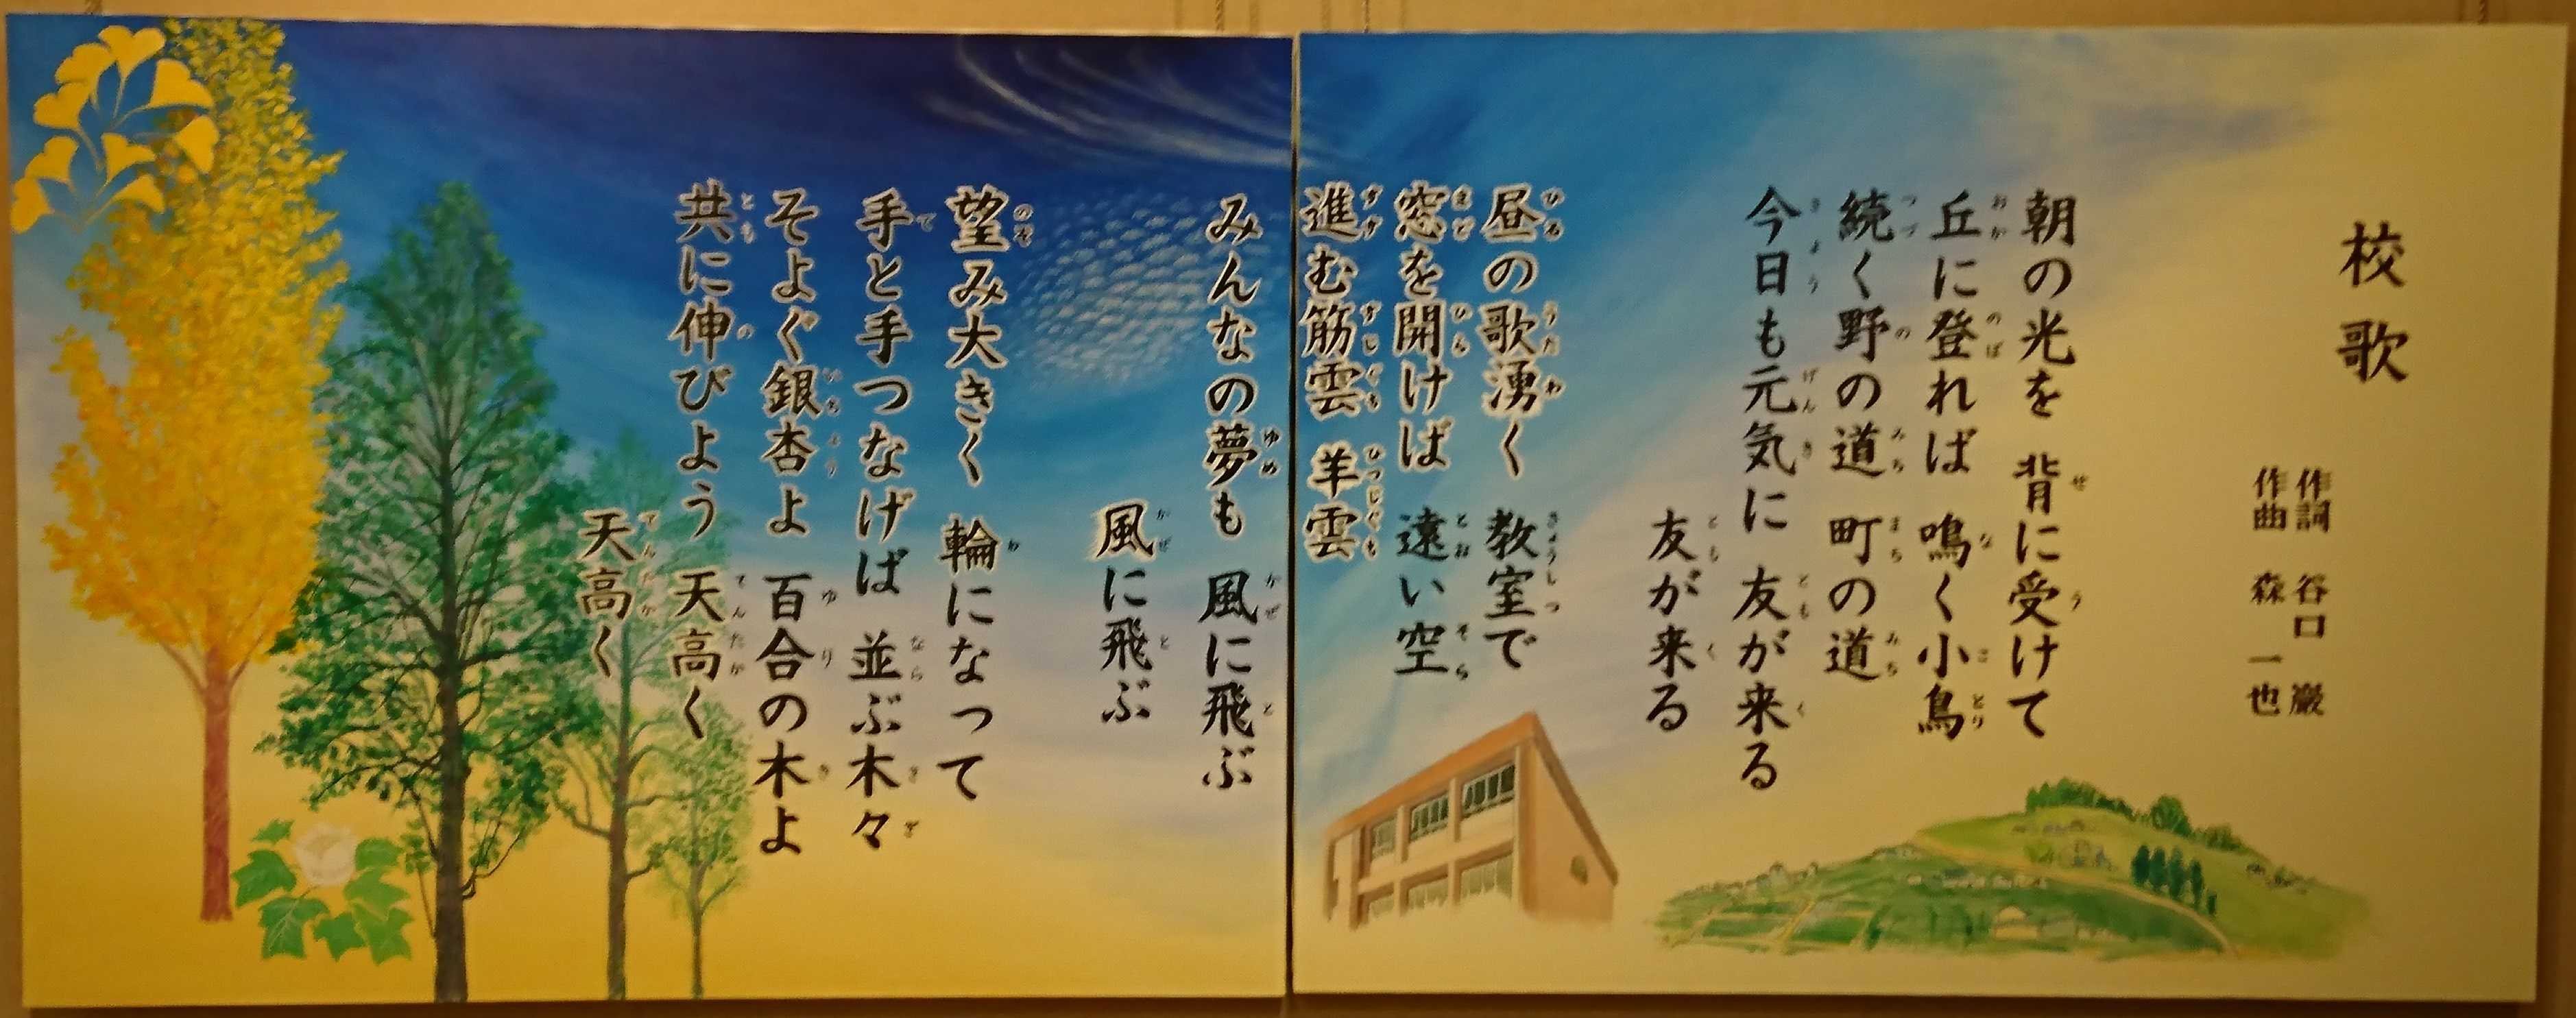 校歌
作詞 谷口 巖
作曲 森 一也
朝の光を 背に受けて
丘に登れば 鳴く小鳥
続く野の道 町の道
今日も元気に 友が来る
友が来る
昼の歌湧く 教室で
窓を開けば 遠い空
進む筋雲 羊雲
みんなの夢も 風に飛ぶ
風に飛ぶ
望み大きく 輪になって
手と手つなげば 並ぶ木々
そよぐ銀杏よ 百合の木よ
共に伸びよう 天高く
天高く